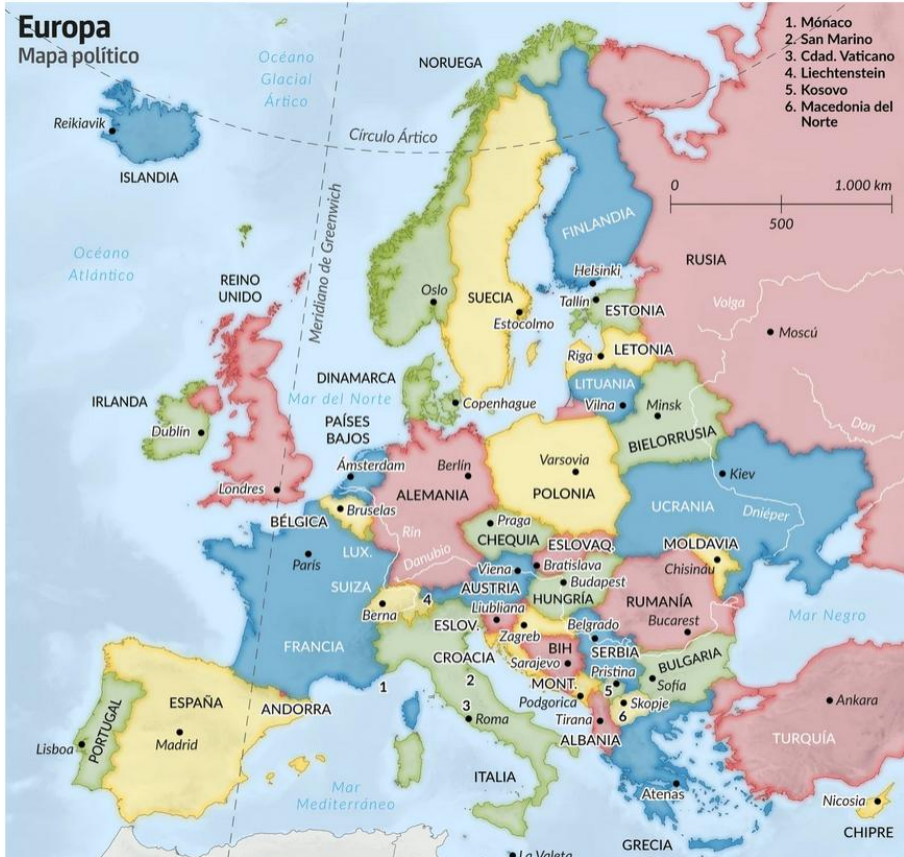 Europa
Mapa político
1. Mónaco
2. San Marino
3. Cdad. Vaticano
4. Liechtenstein
5. Kosovo
6. Macedonia del
Norte
Océano
Glacial
Ártico
NORUEGA
Reikiavik
ISLANDIA
Círculo Ártico
Meridiano de Greenwich
0
1.000 km
500
FINLANDIA
RUSIA
Océano
Atlántico
REINO
UNIDO
Helsinki
Oslo
SUECIA
Tallín
ESTONIA
Volga
Estocolmo
Moscú
Riga
LETONIA
DINAMARCA
Mar del Norte
LITUANIA
IRLANDA
Copenhague
Vilna
Minsk
Dublín
PAÍSES
BAJOS
Don
BIELORRUSIA
Ámsterdam
Berlín
Varsovia
Kiev
Londres
ALEMANIA
POLONIA
UCRANIA
Bruselas
BÉLGICA
Rin
Praga
Dniéper
CHEQUIA
LUX.
Danubio
ESLOVAQ.
MOLDAVIA
París
Viena
Bratislava
Chisináu
SUIZA
AUSTRIA
Budapest
4
HUNGRÍA
RUMANÍA
Berna
ESLOV.
Liubliana
Mar Negro
Zagreb
Belgrado
Bucarest
FRANCIA
CROACIA
BIH
SERBIA
Sarajevo
Pristina
BULGARIA
1
2
MONT.
5
Sofía
ESPAÑA
ANDORRA
3
Podgorica
Skopje
Ankara
PORTUGAL
Roma
Tirana
6
Lisboa
Madrid
ALBANIA
TURQUÍA
ITALIA
Mar
Mediterráneo
Atenas
Nicosia
GRECIA
CHIPRE
La Valeta